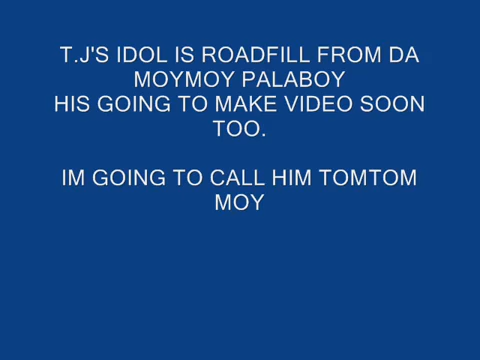 T.J'S IDOL IS ROADFILL FROM DA
MOYMOY PALABOY
HIS GOING TO MAKE VIDEO SOON
TOO.
IM GOING TO CALL HIM TOMTOM
MOY